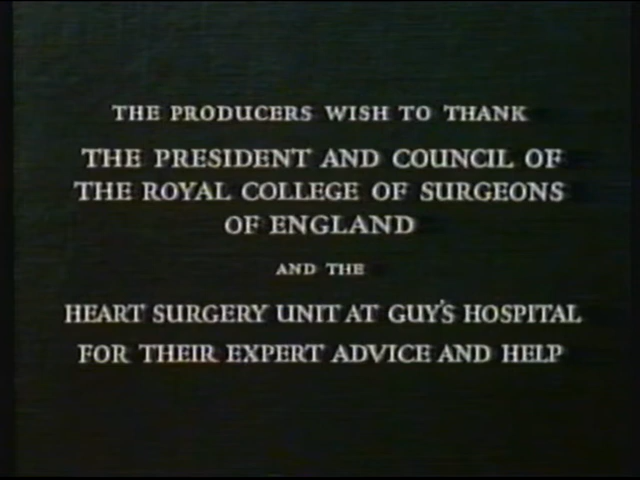 THE PRODUCERS WISH TO THANK
THE PRESIDENT AND COUNCIL OF
THE ROYAL COLLEGE OF SURGEONS
OF ENGLAND
AND THE
HEART SURGERY UNIT AT GUY'S HOSPITAL
FOR THEIR EXPERT ADVICE AND HELP